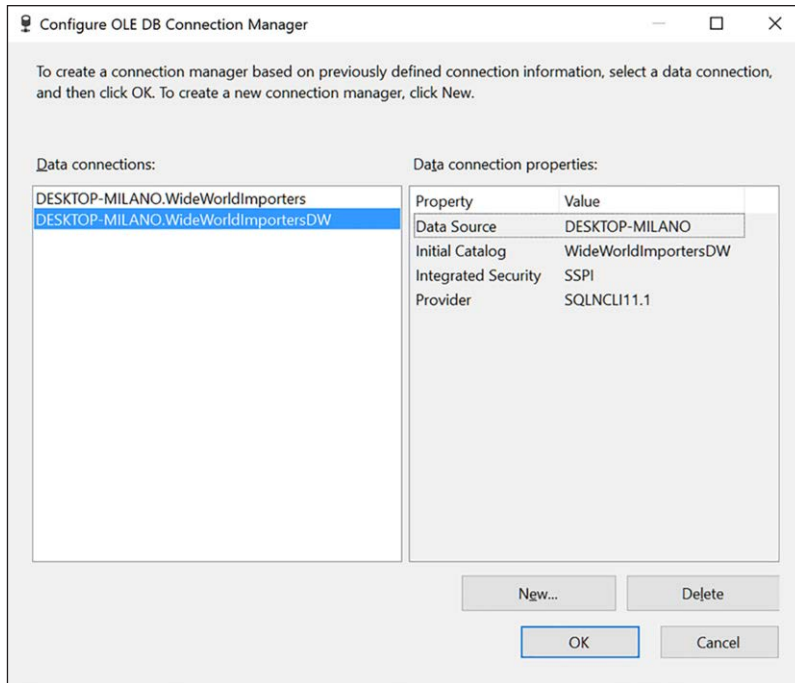 Configure OLE DB Connection Manager
To create a connection manager based on previously defined connection information, select a data connection,
and then click OK. To create a new connection manager, click New.
Data connections:
DESKTOP-MILANO.WideWorldImporters
DESKTOP-MILANO.WideWorldImportersDW
Data connection properties:
Property Value
Data Source DESKTOP-MILANO
Initial Catalog WideWorldImportersDW
Integrated Security SSPI
Provider SQLNCLI11.1
New... Delete
OK Cancel